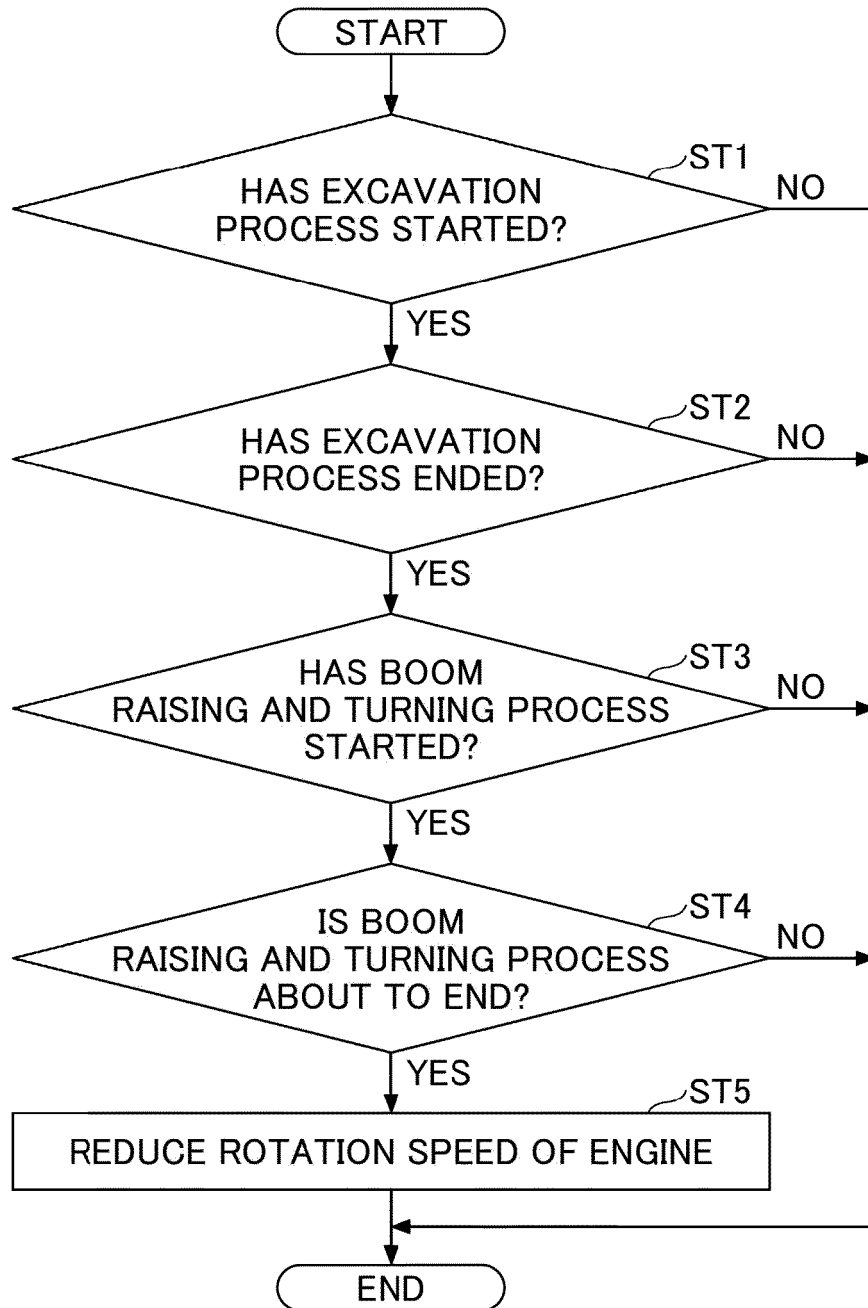 START
ST1
HAS EXCAVATION
PROCESS STARTED?
NO
YES
ST2
HAS EXCAVATION
PROCESS ENDED?
NO
YES
ST3
HAS BOOM
RAISING AND TURNING PROCESS
STARTED?
NO
YES
ST4
IS BOOM
RAISING AND TURNING PROCESS
ABOUT TO END?
NO
YES
ST5
REDUCE ROTATION SPEED OF ENGINE
END